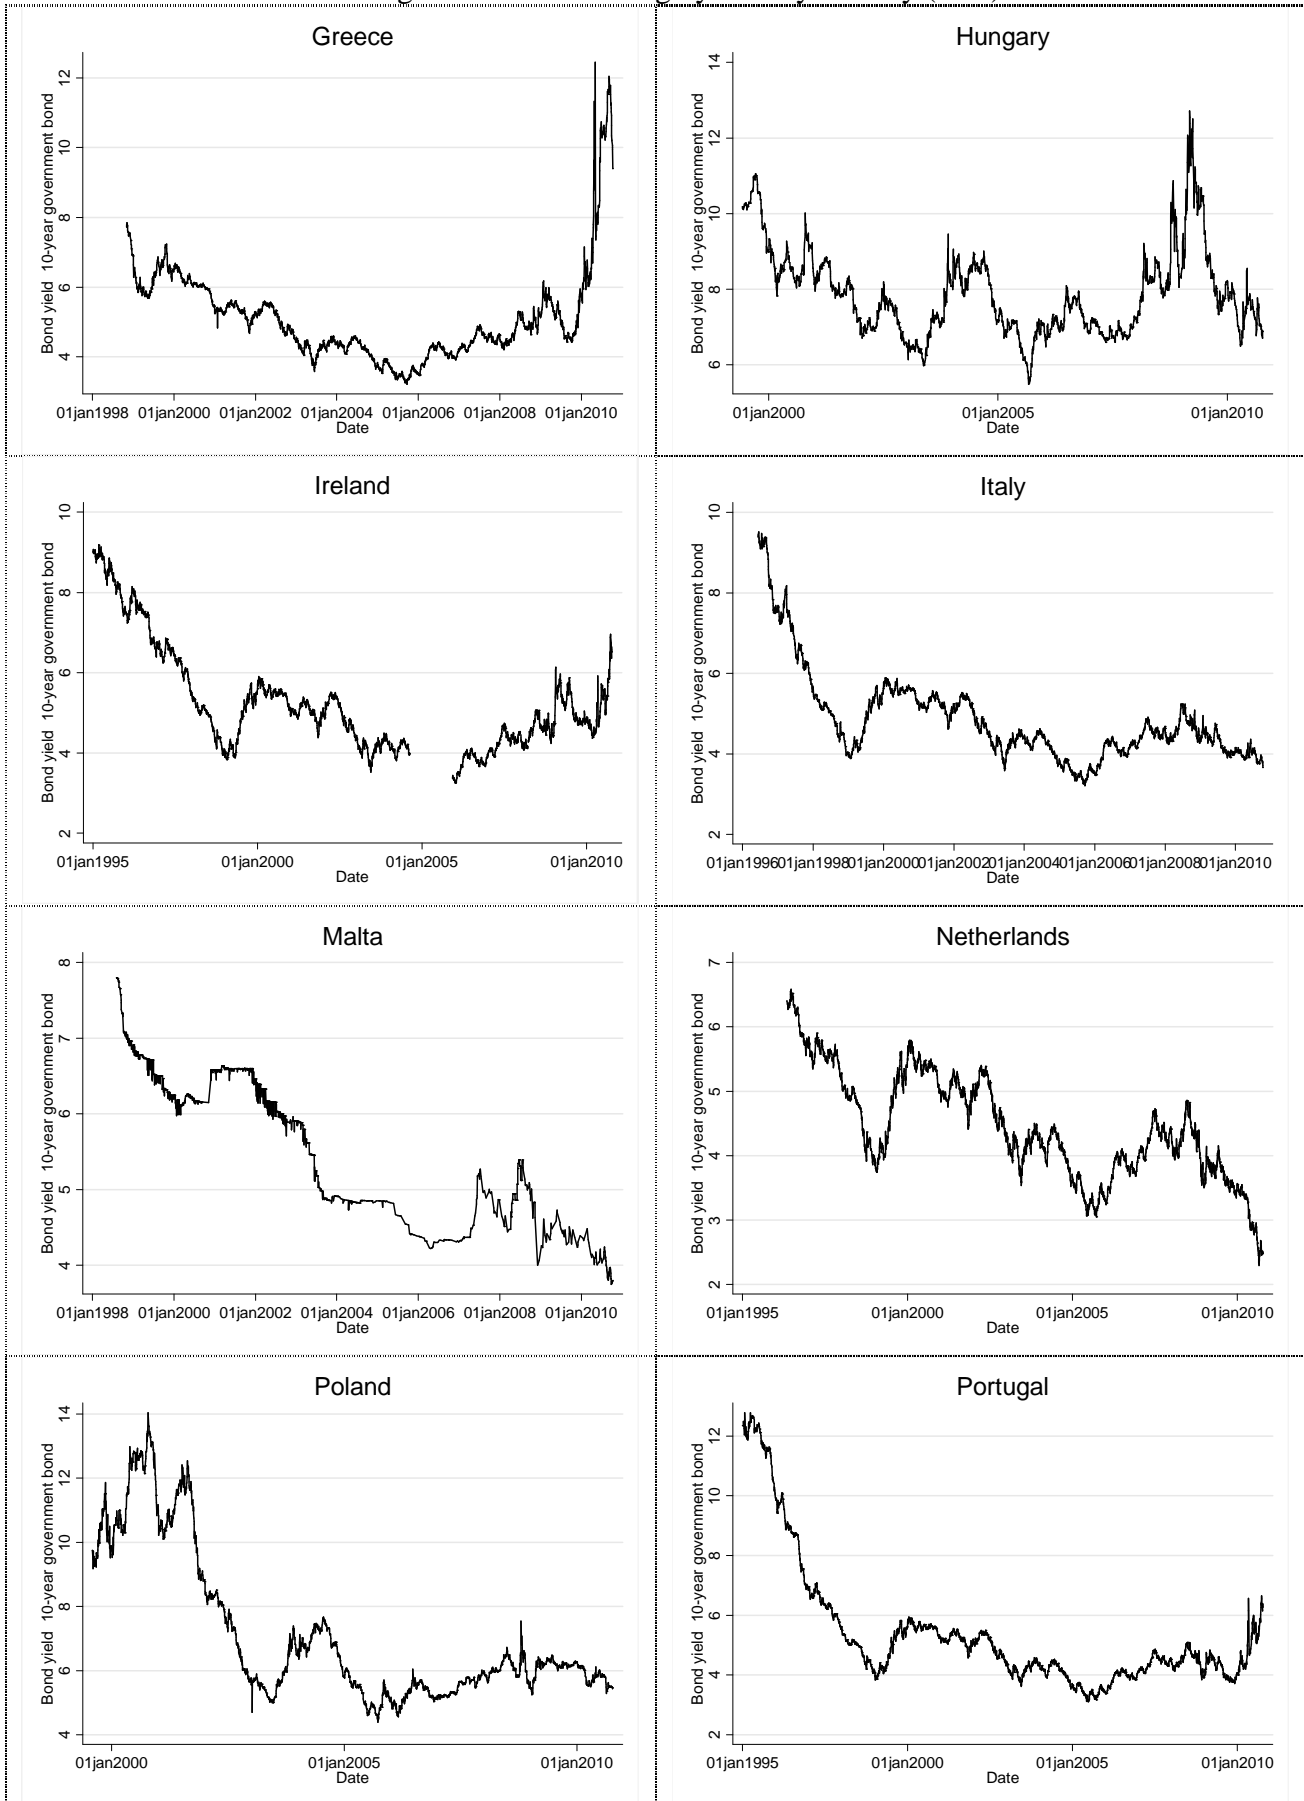 Greece
Bond yield 10-year government bond
12
10
8
6
4
01jan1998 01jan2000 01jan2002 01jan2004 01jan2006 01jan2008 01jan2010
Date
Hungary
Bond yield 10-year government bond
14
12
10
8
6
01jan2000 01jan2005 01jan2010
Date
Ireland
Bond yield 10-year government bond
10
8
6
4
2
01jan1995 01jan2000 01jan2005 01jan2010
Date
Italy
Bond yield 10-year government bond
10
8
6
4
2
01jan1996 01jan1998 01jan2000 01jan2002 01jan2004 01jan2006 01jan2008 01jan2010
Date
Malta
Bond yield 10-year government bond
8
7
6
5
4
01jan1998 01jan2000 01jan2002 01jan2004 01jan2006 01jan2008 01jan2010
Date
Netherlands
Bond yield 10-year government bond
7
6
5
4
3
2
01jan1995 01jan2000 01jan2005 01jan2010
Date
Poland
Bond yield 10-year government bond
14
12
10
8
6
4
01jan2000 01jan2005 01jan2010
Date
Portugal
Bond yield 10-year government bond
12
10
8
6
4
2
01jan1995 01jan2000 01jan2005 01jan2010
Date